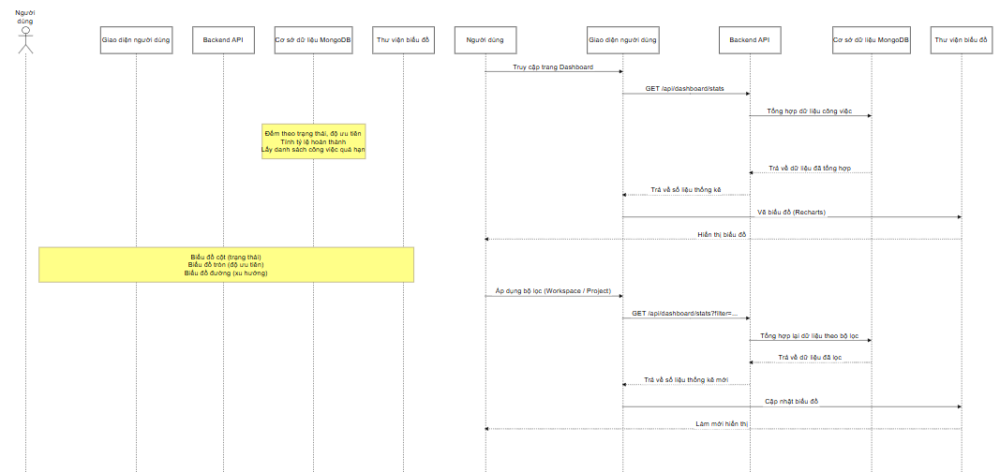 Người
dùng
Giao diện người dùng
Backend API
Cơ sở dữ liệu MongoDB
Thư viện biểu đồ
Người dùng
Giao diện người dùng
Backend API
Cơ sở dữ liệu MongoDB
Thư viện biểu đồ
Truy cập trang Dashboard
GET /api/dashboard/stats
Tổng hợp dữ liệu công việc
Đếm theo trạng thái, độ ưu tiên
Tính tỷ lệ hoàn thành
Lấy danh sách công việc quá hạn
Trả về dữ liệu đã tổng hợp
Trả về số liệu thống kê
Vẽ biểu đồ (Recharts)
Hiển thị biểu đồ
Biểu đồ cột (trạng thái)
Biểu đồ tròn (độ ưu tiên)
Biểu đồ đường (xu hướng)
Áp dụng bộ lọc (Workspace / Project)
GET /api/dashboard/stats?filter=...
Tổng hợp lại dữ liệu theo bộ lọc
Trả về dữ liệu đã lọc
Trả về số liệu thống kê mới
Cập nhật biểu đồ
Làm mới hiển thị